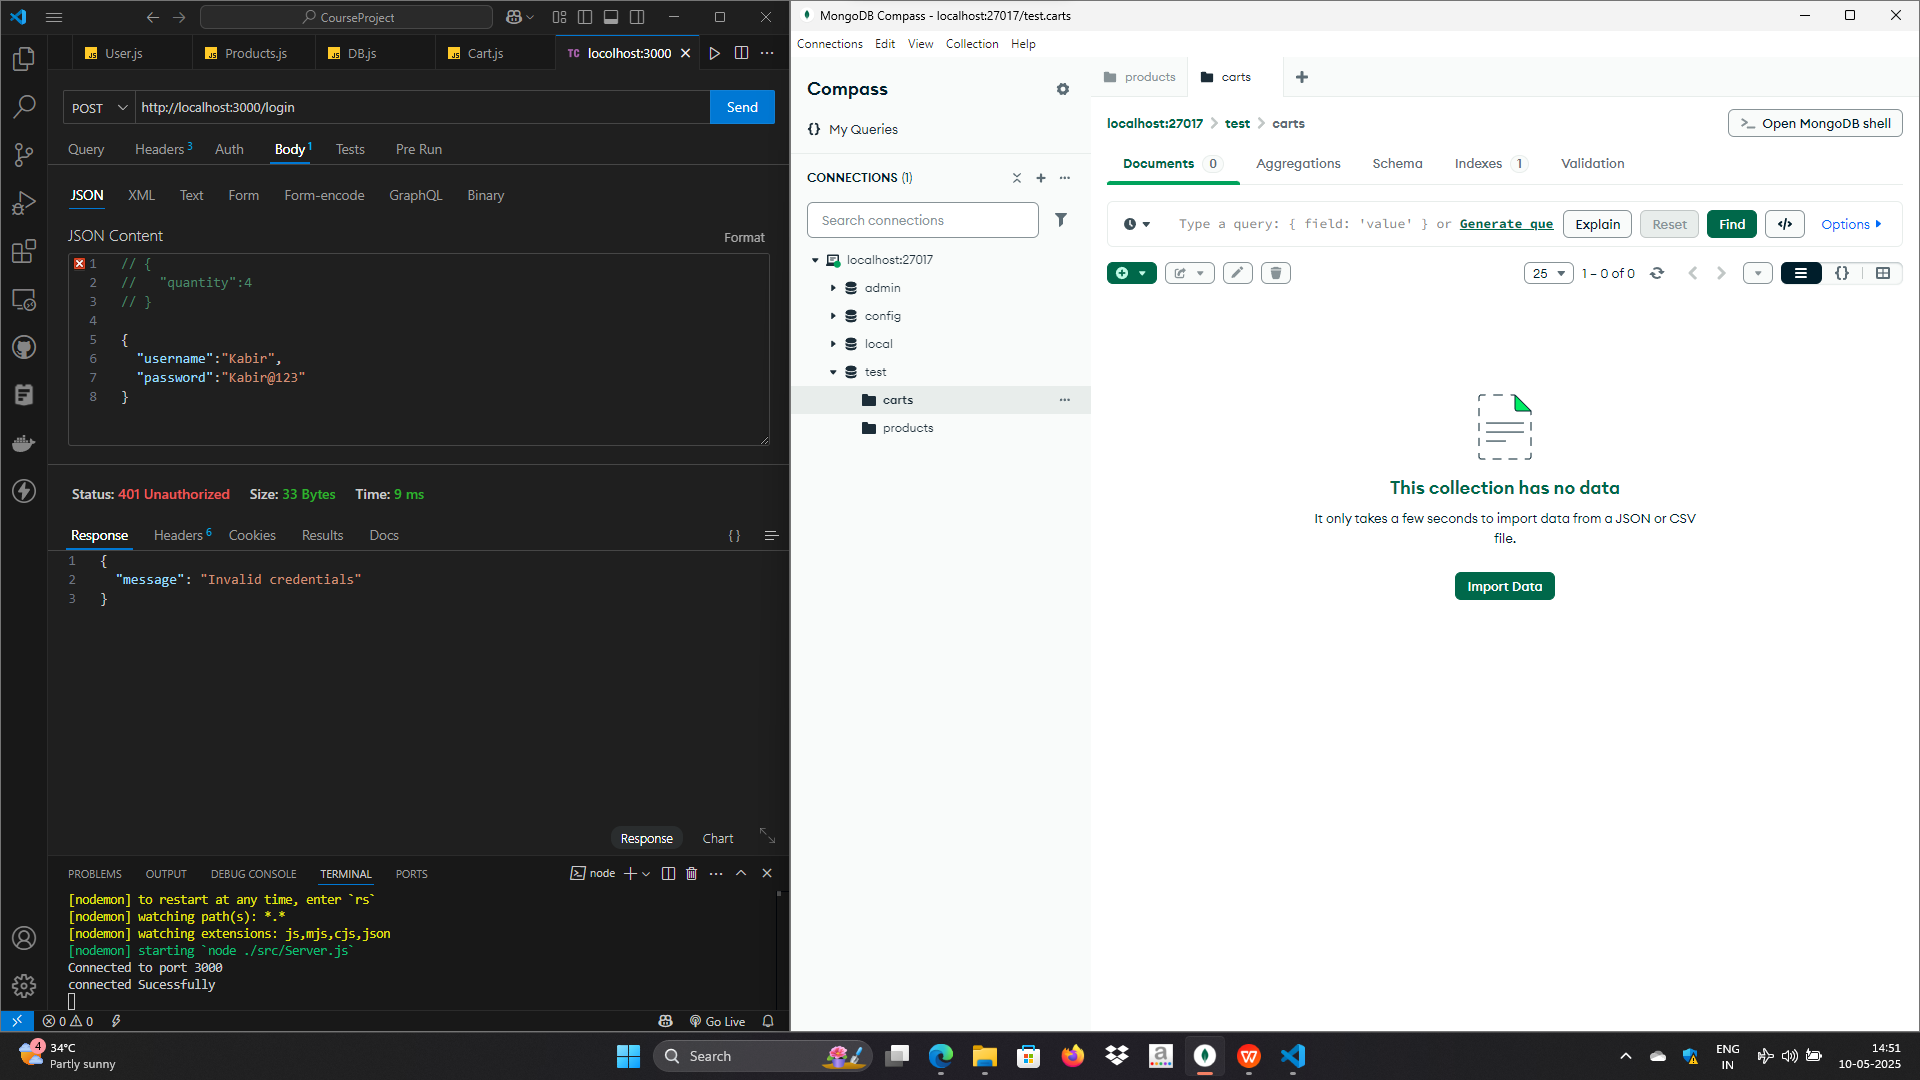 CourseProject
User.js
Products.js
DB.js
Cart.js
TC locolhost:3000
POST
http://localhost:3000/login
Send
Query
Headers 3
Auth
Body 1
Tests
Pre Run
JSON
XML
Text
Form
Form-encode
GraphQL
Binary
JSON Content
Format
1 // {
2 //   "quantity":4
3 // }
4
5 {
6   "username":"Kabir",
7   "password":"Kabir@123"
8 }
Status: 401 Unauthorized Size: 33 Bytes Time: 9 ms
Response
Headers 6
Cookies
Results
Docs
{ }
1 {
2   "message": "Invalid credentials"
3 }
Response
Chart
PROBLEMS
OUTPUT
DEBUG CONSOLE
TERMINAL
PORTS
node
[nodemon] to restart at any time, enter `rs`
[nodemon] watching path(s): *.*
[nodemon] watching extensions: js,mjs,cjs,json
[nodemon] starting `node ./src/Server.js`
Connected to port 3000
connected Sucessfully
0 0
Go Live
MongoDB Compass - localhost:27017/test.carts
Connections Edit View Collection Help
Compass
{} My Queries
CONNECTIONS (1)
Search connections
localhost:27017
admin
config
local
test
carts
products
products
carts
localhost:27017 > test > carts
>_ Open MongoDB shell
Documents 0
Aggregations
Schema
Indexes 1
Validation
Type a query: { field: 'value' } or Generate que
Explain
Reset
Find
</>
Options
25
1 – 0 of 0
{}
This collection has no data
It only takes a few seconds to import data from a JSON or CSV
file.
Import Data
4
34°C
Partly sunny
Search
ENG
IN
14:51
10-05-2025